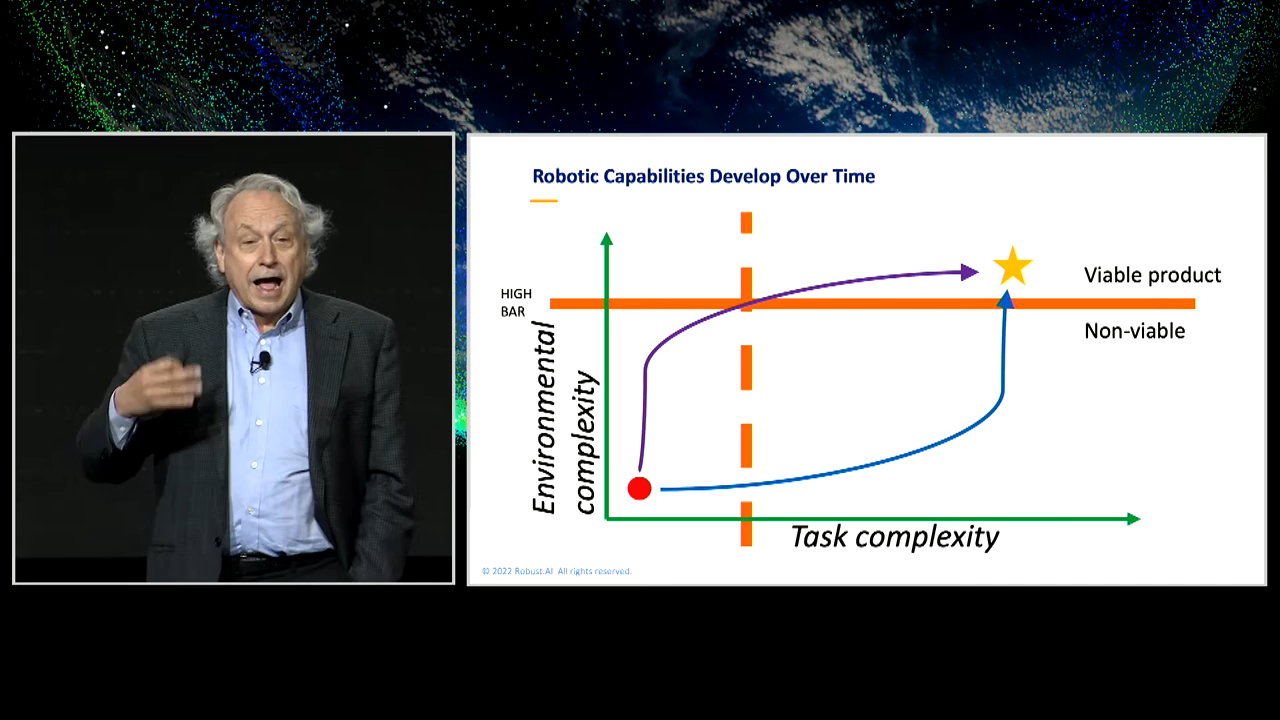 Robotic Capabilities Develop Over Time
HIGH
BAR
Viable product
Non-viable
Environmental
complexity
Task complexity
© 2022 Robust.AI All rights reserved.